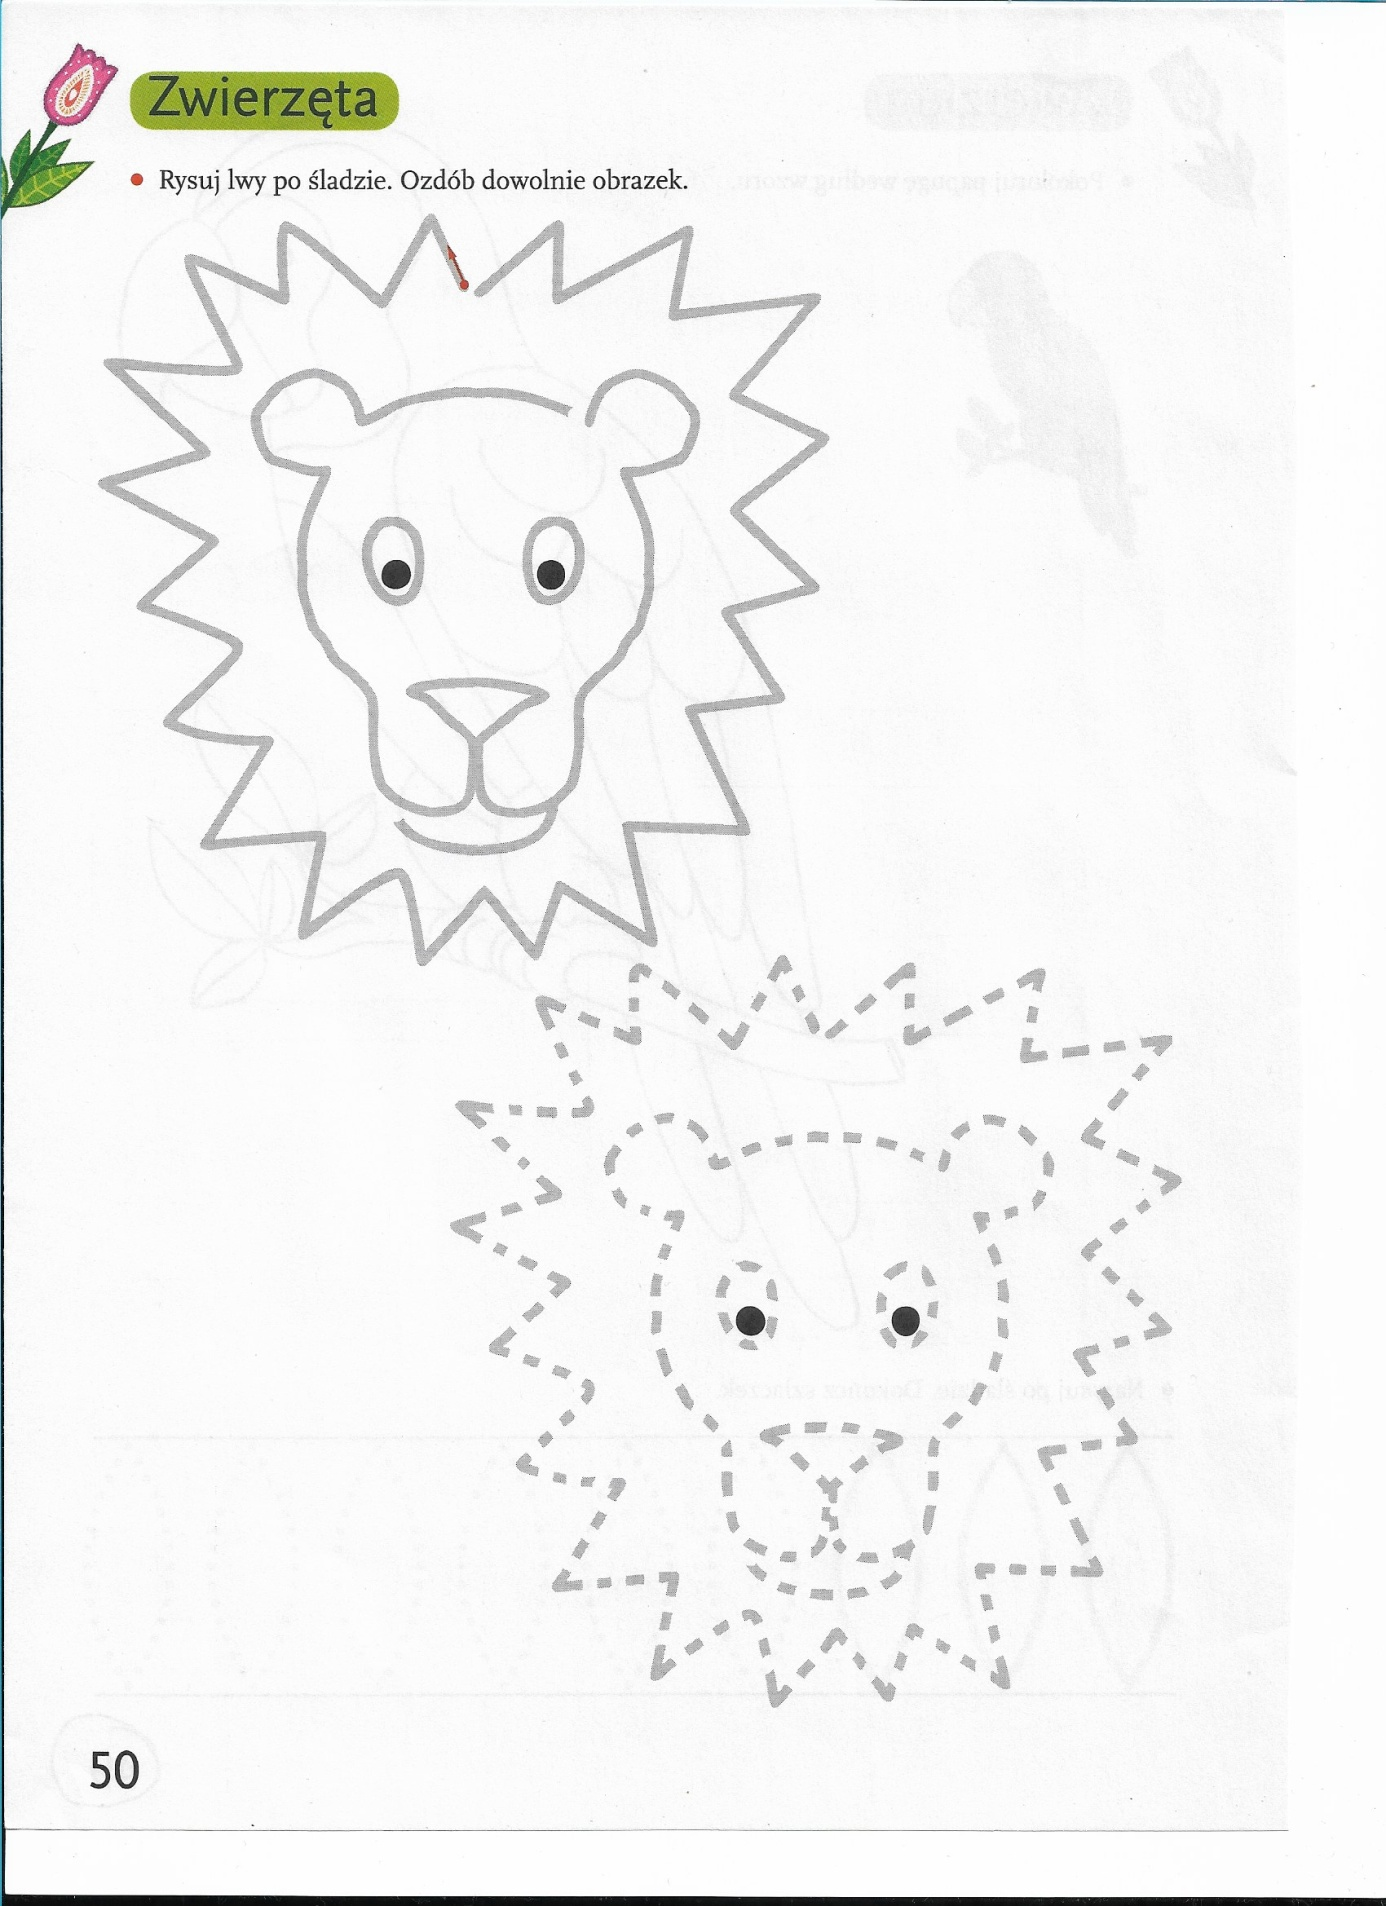 Zwierzęta
• Rysuj lwy po śladzie. Ozdób dowolnie obrazek.
50